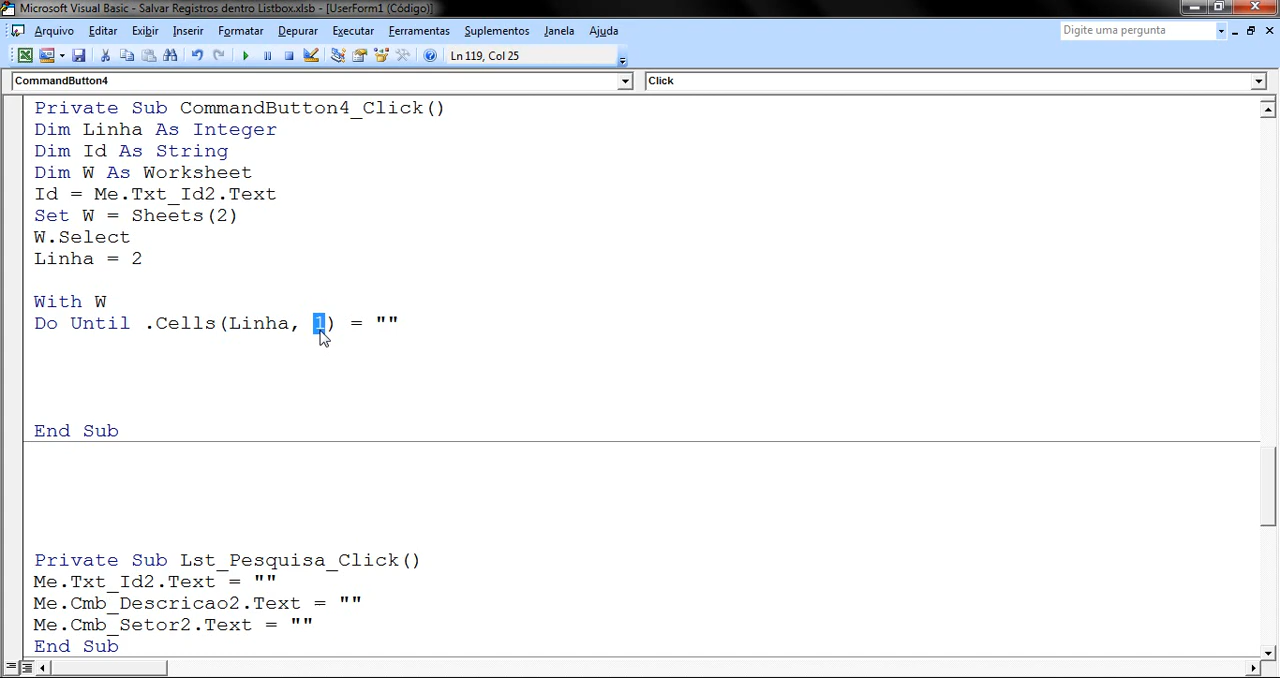 Microsoft Visual Basic - Salvar Registros dentro Listbox.xlsb - [UserForm1 (Código)]
Arquivo Editar Exibir Inserir Formatar Depurar Executar Ferramentas Suplementos Janela Ajuda Digite uma pergunta
Ln 119, Col 25
CommandButton4 Click
Private Sub CommandButton4_Click()
Dim Linha As Integer
Dim Id As String
Dim W As Worksheet
Id = Me.Txt_Id2.Text
Set W = Sheets(2)
W.Select
Linha = 2
With W
Do Until .Cells(Linha, 1) = ""
End Sub
Private Sub Lst_Pesquisa_Click()
Me.Txt_Id2.Text = ""
Me.Cmb_Descricao2.Text = ""
Me.Cmb_Setor2.Text = ""
End Sub